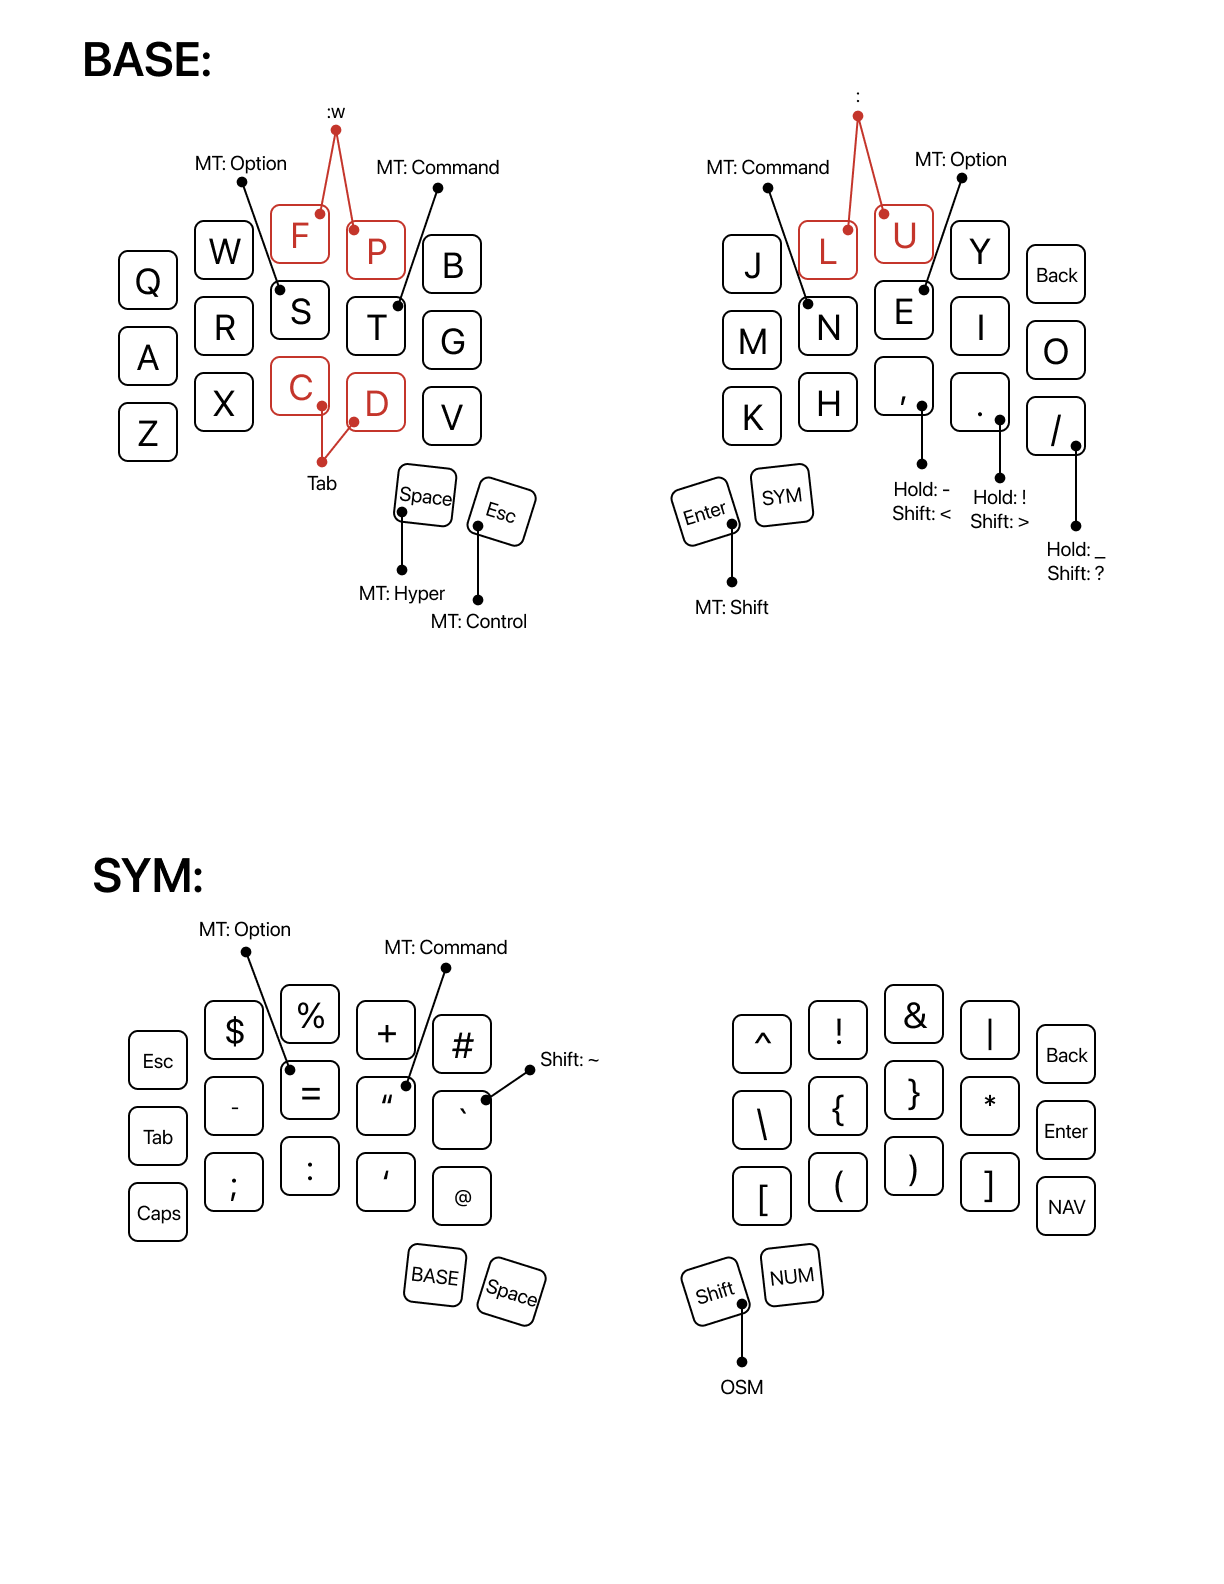 BASE:
:w
:
MT: Option
MT: Command
MT: Command
MT: Option
Q W F P B
J L U Y Back
A R S T G
M N E I O
Z X C D V
K H , . /
Tab
Space Esc
Enter SYM
Hold: -
Shift: <
Hold: !
Shift: >
Hold: _
Shift: ?
MT: Hyper
MT: Control
MT: Shift
SYM:
MT: Option
MT: Command
Esc $ % + #
^ ! & | Back
Shift: ~
Tab - = “ `
\ { } * Enter
Caps ; : ‘ @
[ ( ) ] NAV
BASE Space
Shift NUM
OSM